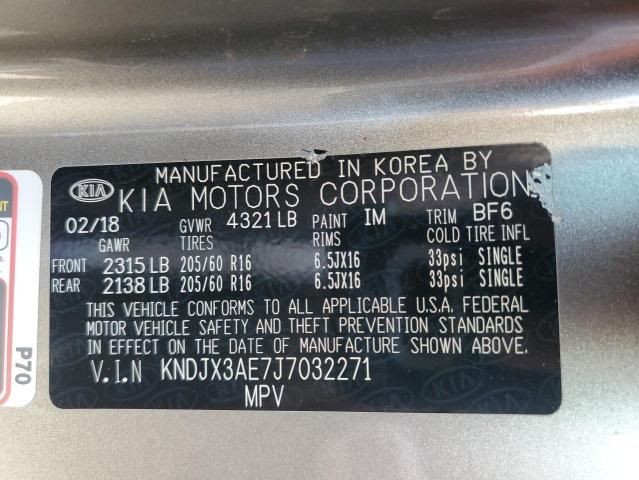 MANUFACTURED IN KOREA BY
KIA KIA MOTORS CORPORATION
02/18 GVWR 4321 LB PAINT IM TRIM BF6
GAWR TIRES RIMS COLD TIRE INFL
FRONT 2315 LB 205/60 R16 6.5JX16 33psi SINGLE
REAR 2138 LB 205/60 R16 6.5JX16 33psi SINGLE
THIS VEHICLE CONFORMS TO ALL APPLICABLE U.S.A. FEDERAL
MOTOR VEHICLE SAFETY AND THEFT PREVENTION STANDARDS
IN EFFECT ON THE DATE OF MANUFACTURE SHOWN ABOVE.
V.I.N KNDJX3AE7J7032271
MPV
P70